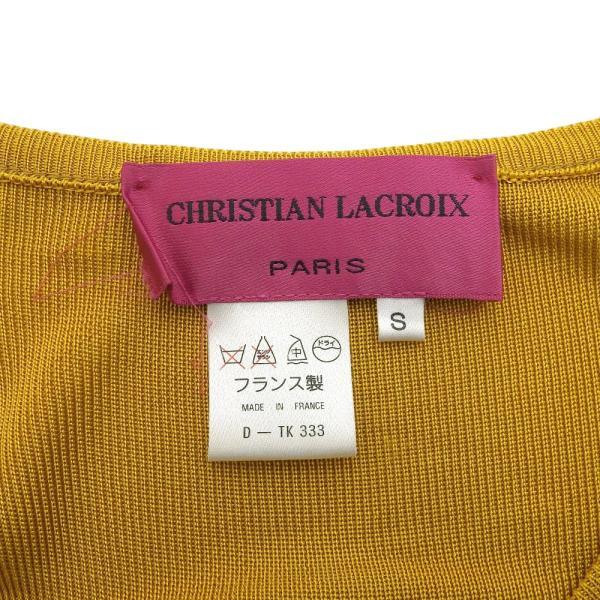 CHRISTIAN LACROIX
PARIS
S
中 ドライ
フランス製
MADE IN FRANCE
D — TK 333